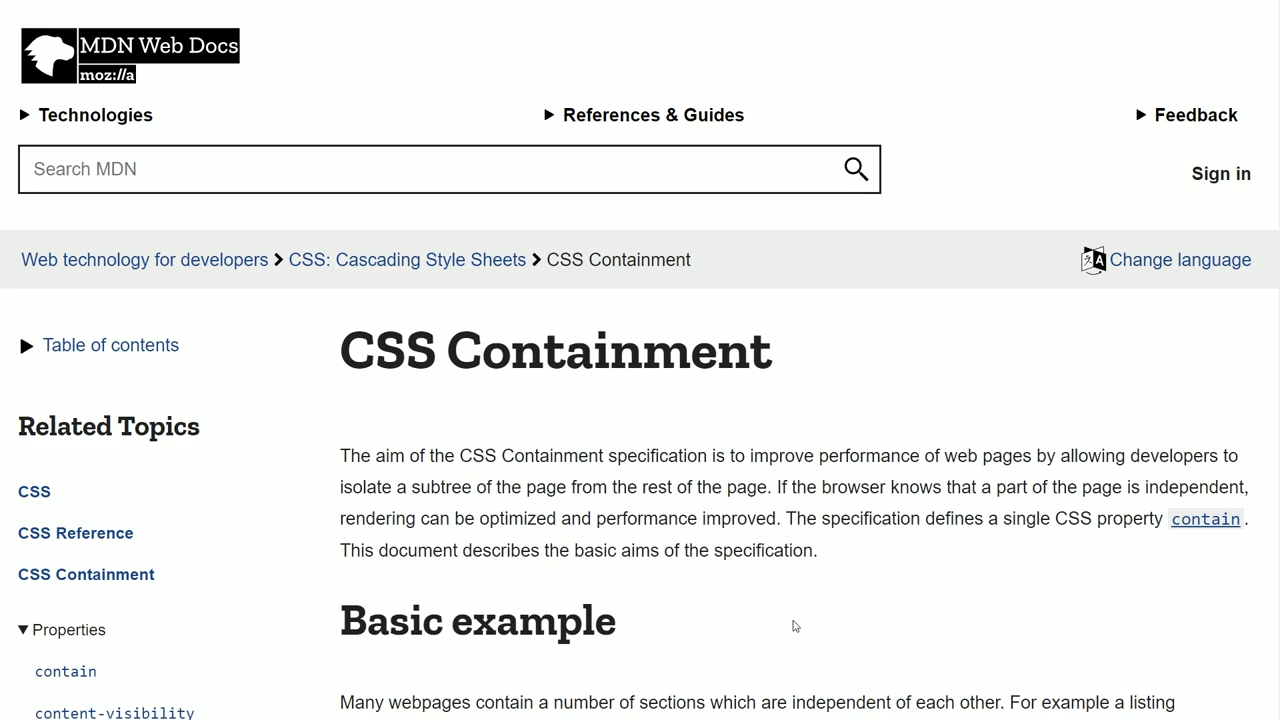 MDN Web Docs
moz://a
Technologies
References & Guides
Feedback
Search MDN
Sign in
Web technology for developers
CSS: Cascading Style Sheets
CSS Containment
Change language
Table of contents
Related Topics
CSS
CSS Reference
CSS Containment
Properties
contain
content-visibility
CSS Containment
The aim of the CSS Containment specification is to improve performance of web pages by allowing developers to
isolate a subtree of the page from the rest of the page. If the browser knows that a part of the page is independent,
rendering can be optimized and performance improved. The specification defines a single CSS property contain.
This document describes the basic aims of the specification.
Basic example
Many webpages contain a number of sections which are independent of each other. For example a listing